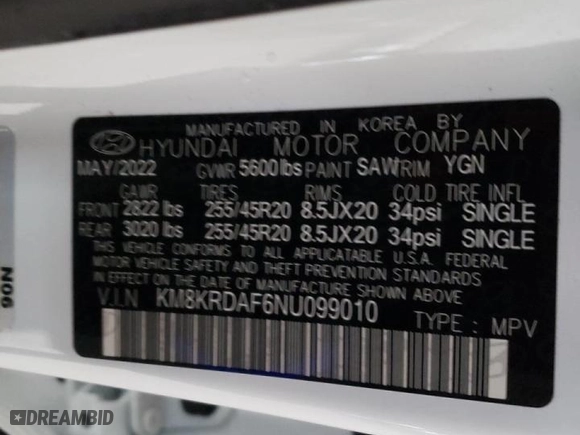 MANUFACTURED IN KOREA BY
HYUNDAI MOTOR COMPANY
MAY/2022 GVWR 5600lbs PAINT SAW TRIM YGN
GAWR TIRES RIMS COLD TIRE INFL
FRONT 2822 lbs 255/45R20 8.5JX20 34psi SINGLE
REAR 3020 lbs 255/45R20 8.5JX20 34psi SINGLE
THIS VEHICLE CONFORMS TO ALL APPLICABLE U.S.A. FEDERAL
MOTOR VEHICLE SAFETY AND THEFT PREVENTION STANDARDS
IN EFFECT ON THE DATE OF MANUFACTURE SHOWN ABOVE
V.I.N KM8KRDAF6NU099010
TYPE : MPV
N06
DREAMBID